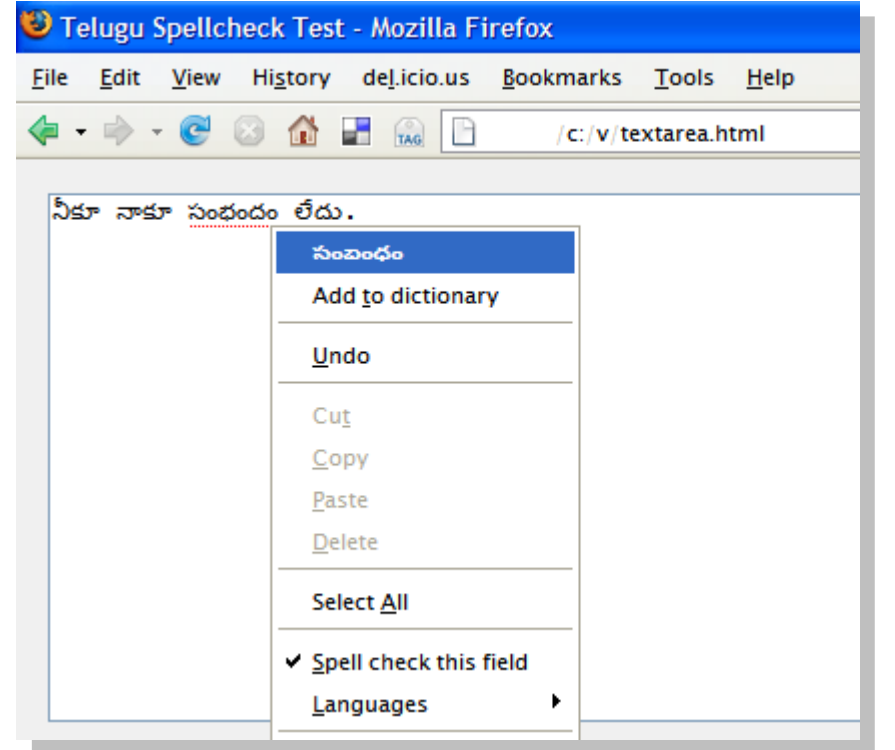 Telugu Spellcheck Test - Mozilla Firefox
File Edit View History del.icio.us Bookmarks Tools Help
TAG /c:/v/textarea.html
నీకూ నాకూ సంభందం లేదు.
సంబంధం
Add to dictionary
Undo
Cut
Copy
Paste
Delete
Select All
Spell check this field
Languages